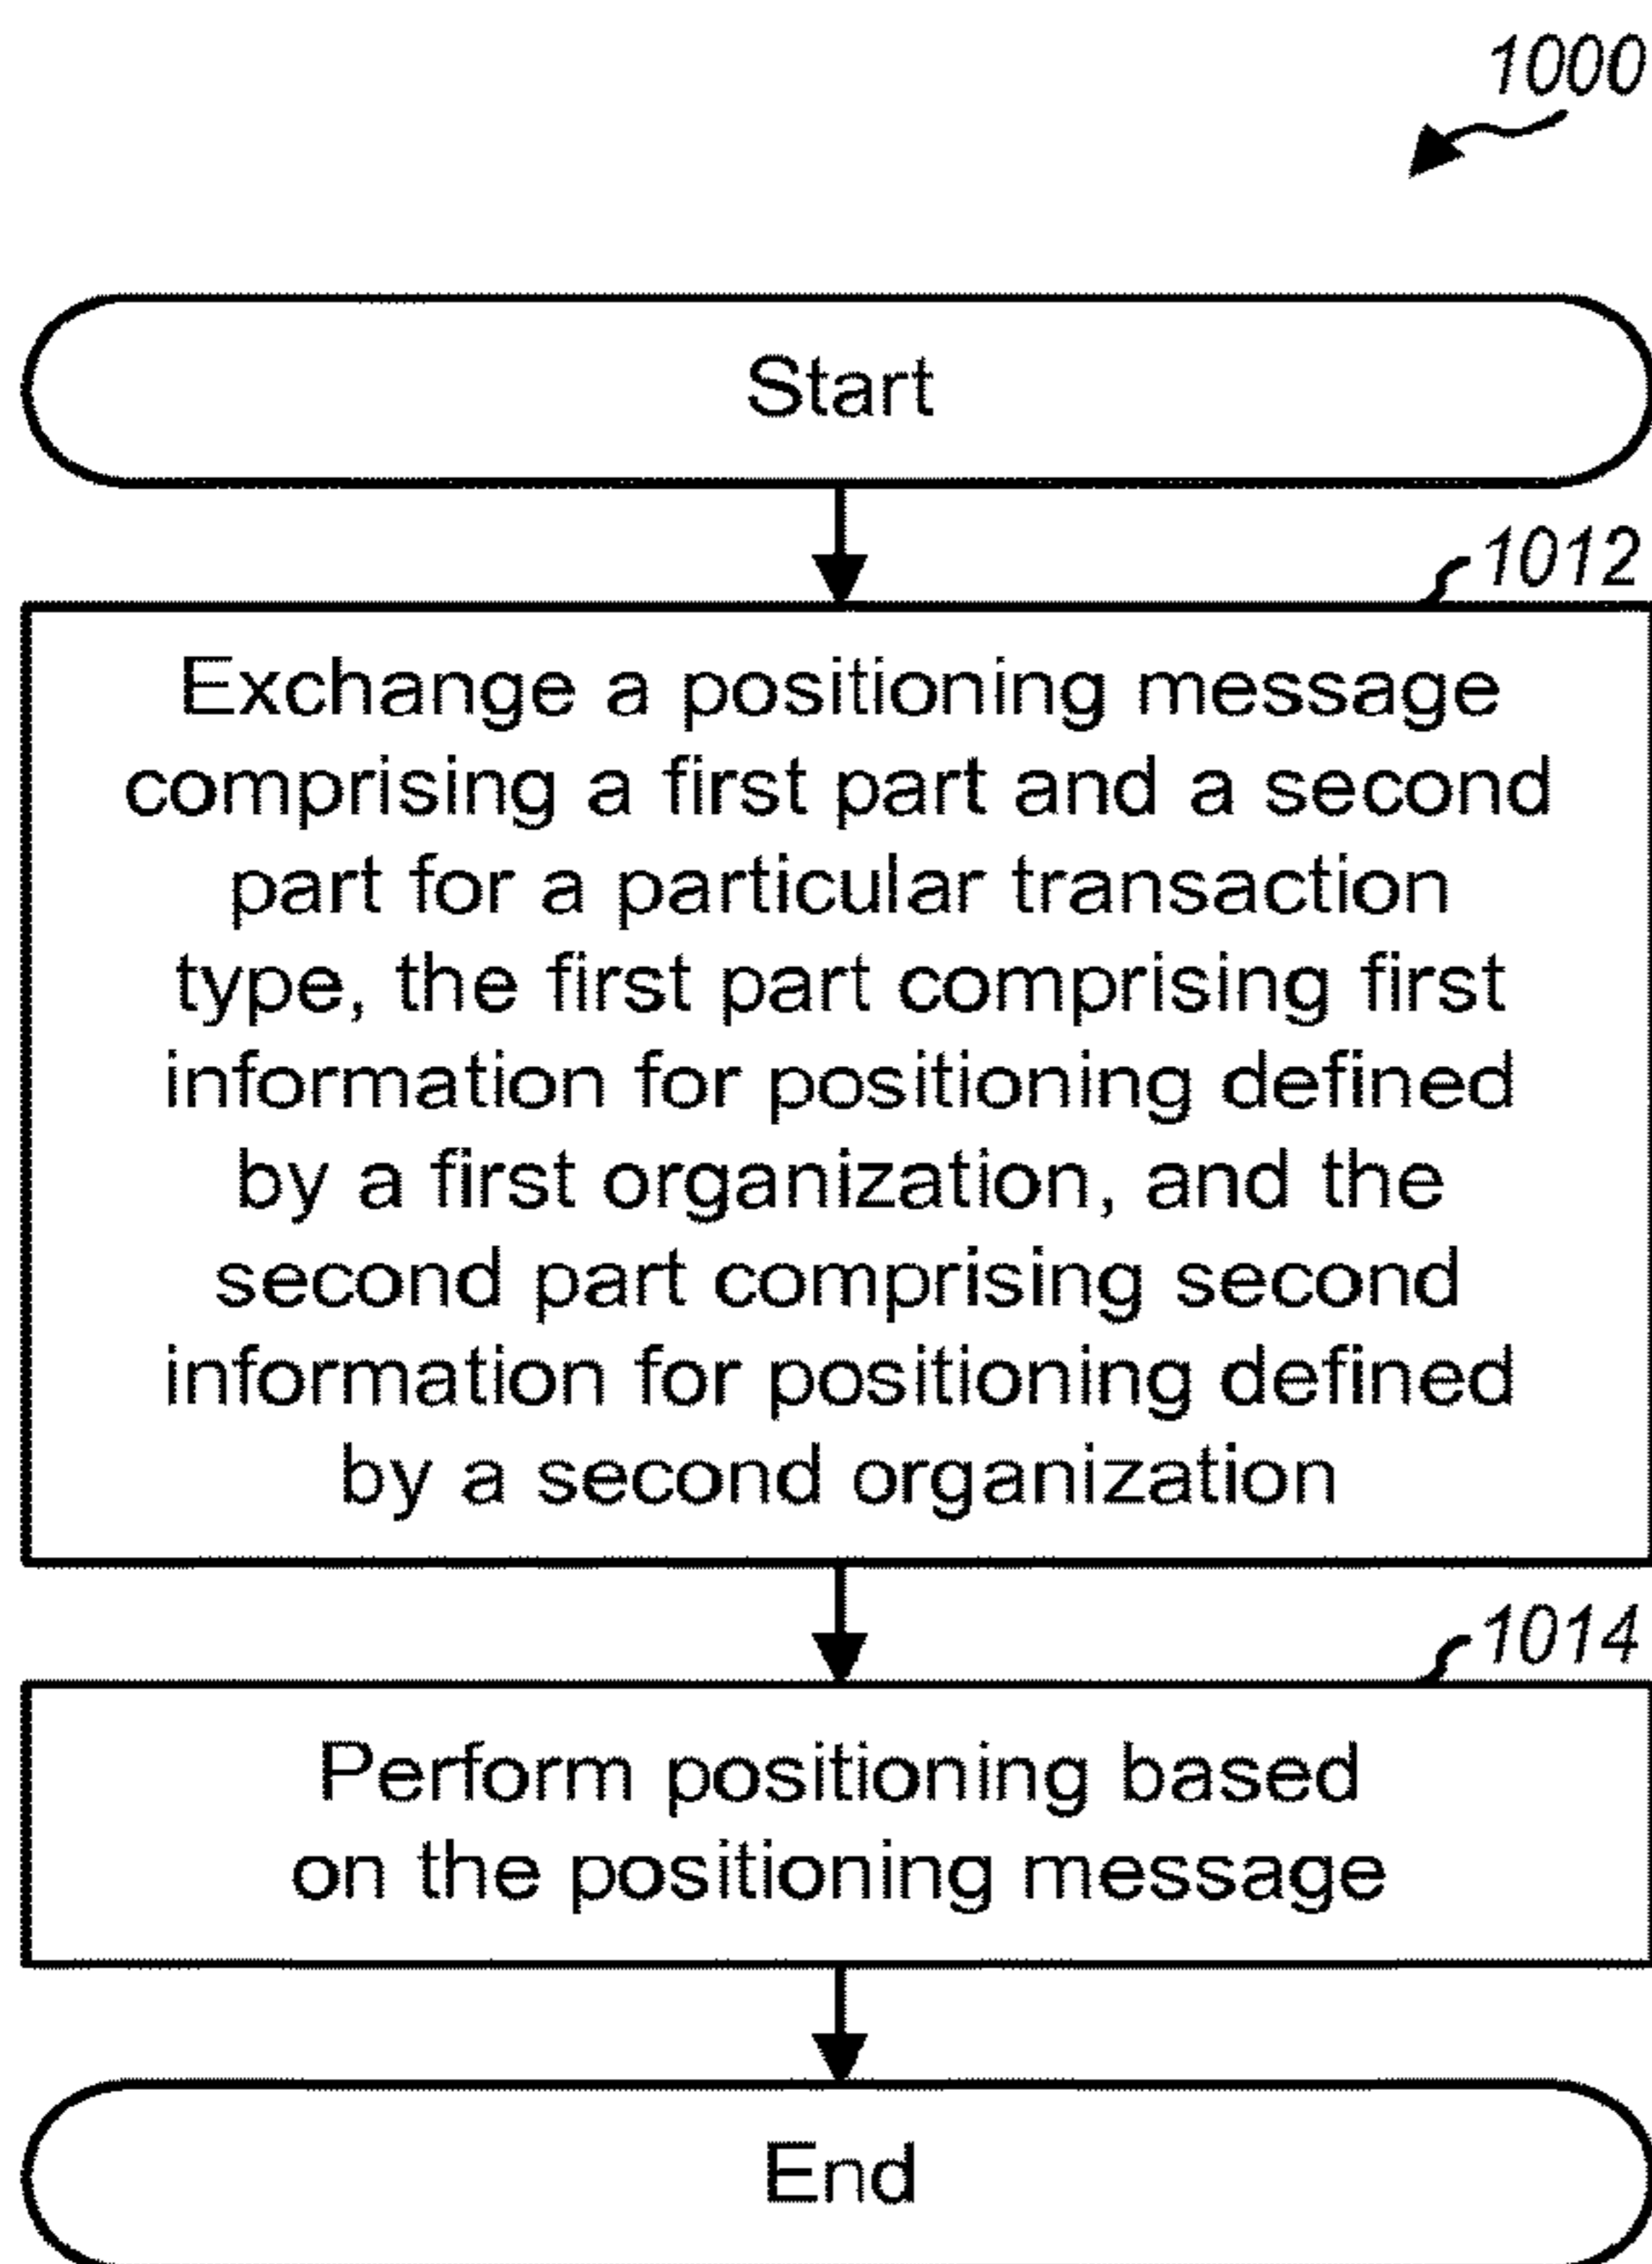 1000
Start
1012
Exchange a positioning message
comprising a first part and a second
part for a particular transaction
type, the first part comprising first
information for positioning defined
by a first organization, and the
second part comprising second
information for positioning defined
by a second organization
1014
Perform positioning based
on the positioning message
End